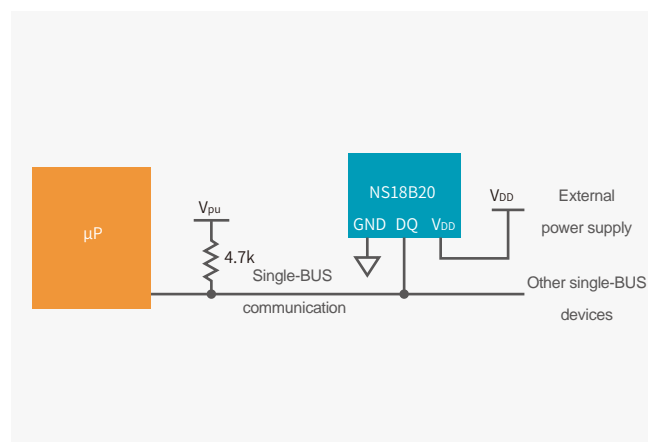 μP
Vpu
4.7k
Single-BUS
communication
NS18B20
GND DQ VDD
VDD
External
power supply
Other single-BUS
devices